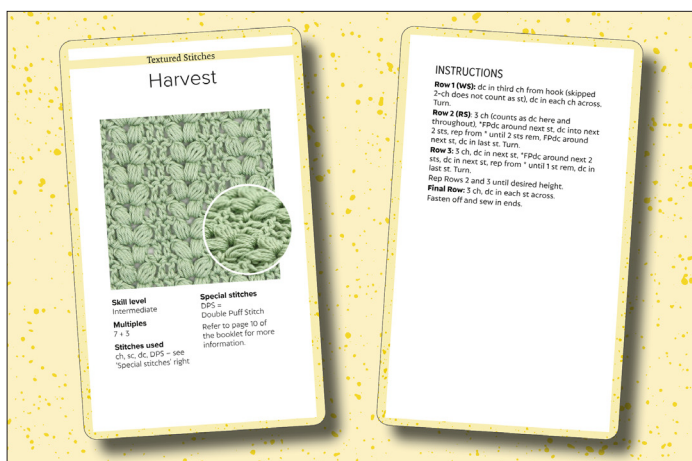 Textured Stitches
Harvest
Skill level
Intermediate
Multiples
7 + 3
Stitches used
ch, sc, dc, DPS – see
'Special stitches' right
Special stitches
DPS =
Double Puff Stitch
Refer to page 10 of
the booklet for more
information.
INSTRUCTIONS
Row 1 (WS): dc in third ch from hook (skipped
2-ch does not count as st), dc in each ch across.
Turn.
Row 2 (RS): 3 ch (counts as dc here and
throughout), *FPdc around next st, dc into next
2 sts, rep from * until 2 sts rem, FPdc around
next st, dc in last st. Turn.
Row 3: 3 ch, dc in next st, *FPdc around next 2
sts, dc in next st, rep from * until 1 st rem, dc in
last st. Turn.
Rep Rows 2 and 3 until desired height.
Final Row: 3 ch, dc in each st across.
Fasten off and sew in ends.